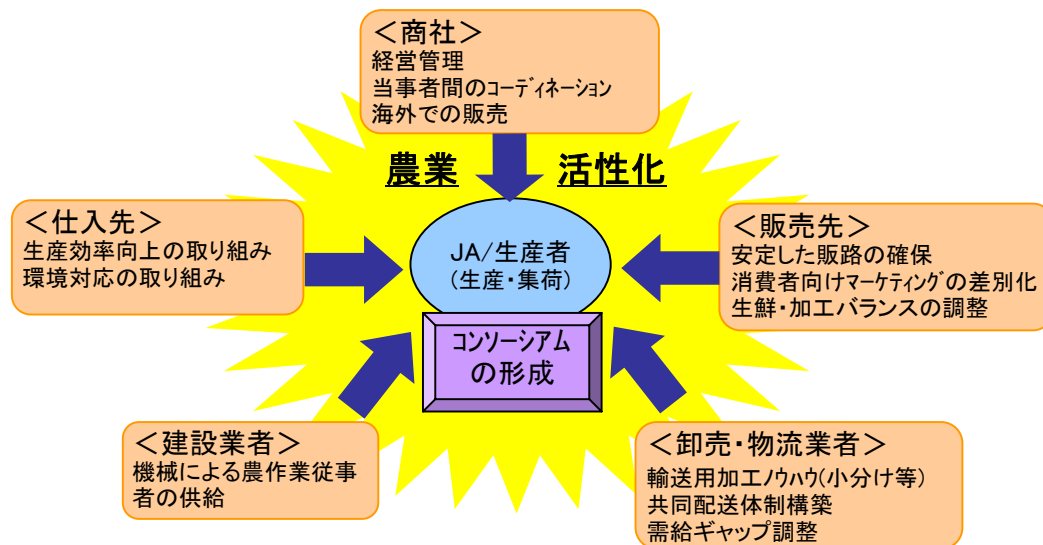 <商社>
経営管理
当事者間のｺｰﾃﾞｨﾈｰｼｮﾝ
海外での販売
農業 活性化
<仕入先>
生産効率向上の取り組み
環境対応の取り組み
JA/生産者
(生産・集荷)
<販売先>
安定した販路の確保
消費者向けﾏｰｹﾃｨﾝｸﾞの差別化
生鮮・加工バランスの調整
ｺﾝｿｰｼｱﾑ
の形成
<建設業者>
機械による農作業従事
者の供給
<卸売・物流業者>
輸送用加工ﾉｳﾊｳ(小分け等)
共同配送体制構築
需給ギャップ調整